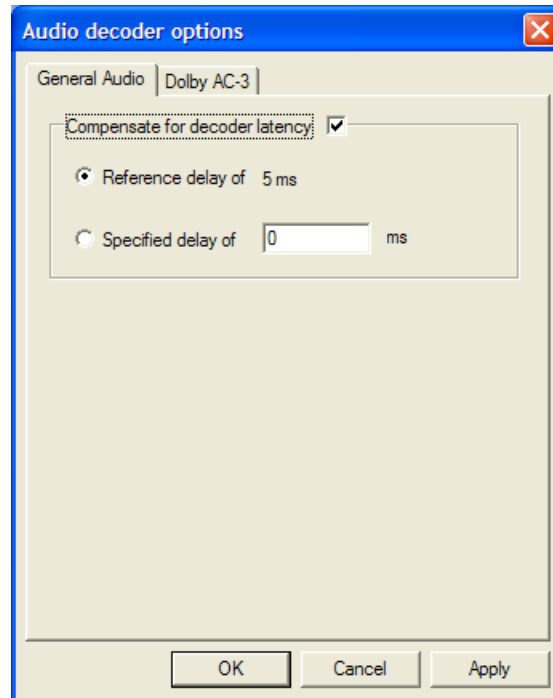 Audio decoder options
General Audio Dolby AC-3
Compensate for decoder latency
Reference delay of 5 ms
Specified delay of 0 ms
OK Cancel Apply